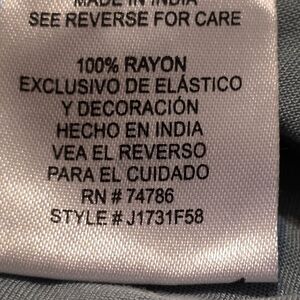 MADE IN INDIA
SEE REVERSE FOR CARE
100% RAYON
EXCLUSIVO DE ELÁSTICO
Y DECORACIÓN
HECHO EN INDIA
VEA EL REVERSO
PARA EL CUIDADO
RN # 74786
STYLE # J1731F58